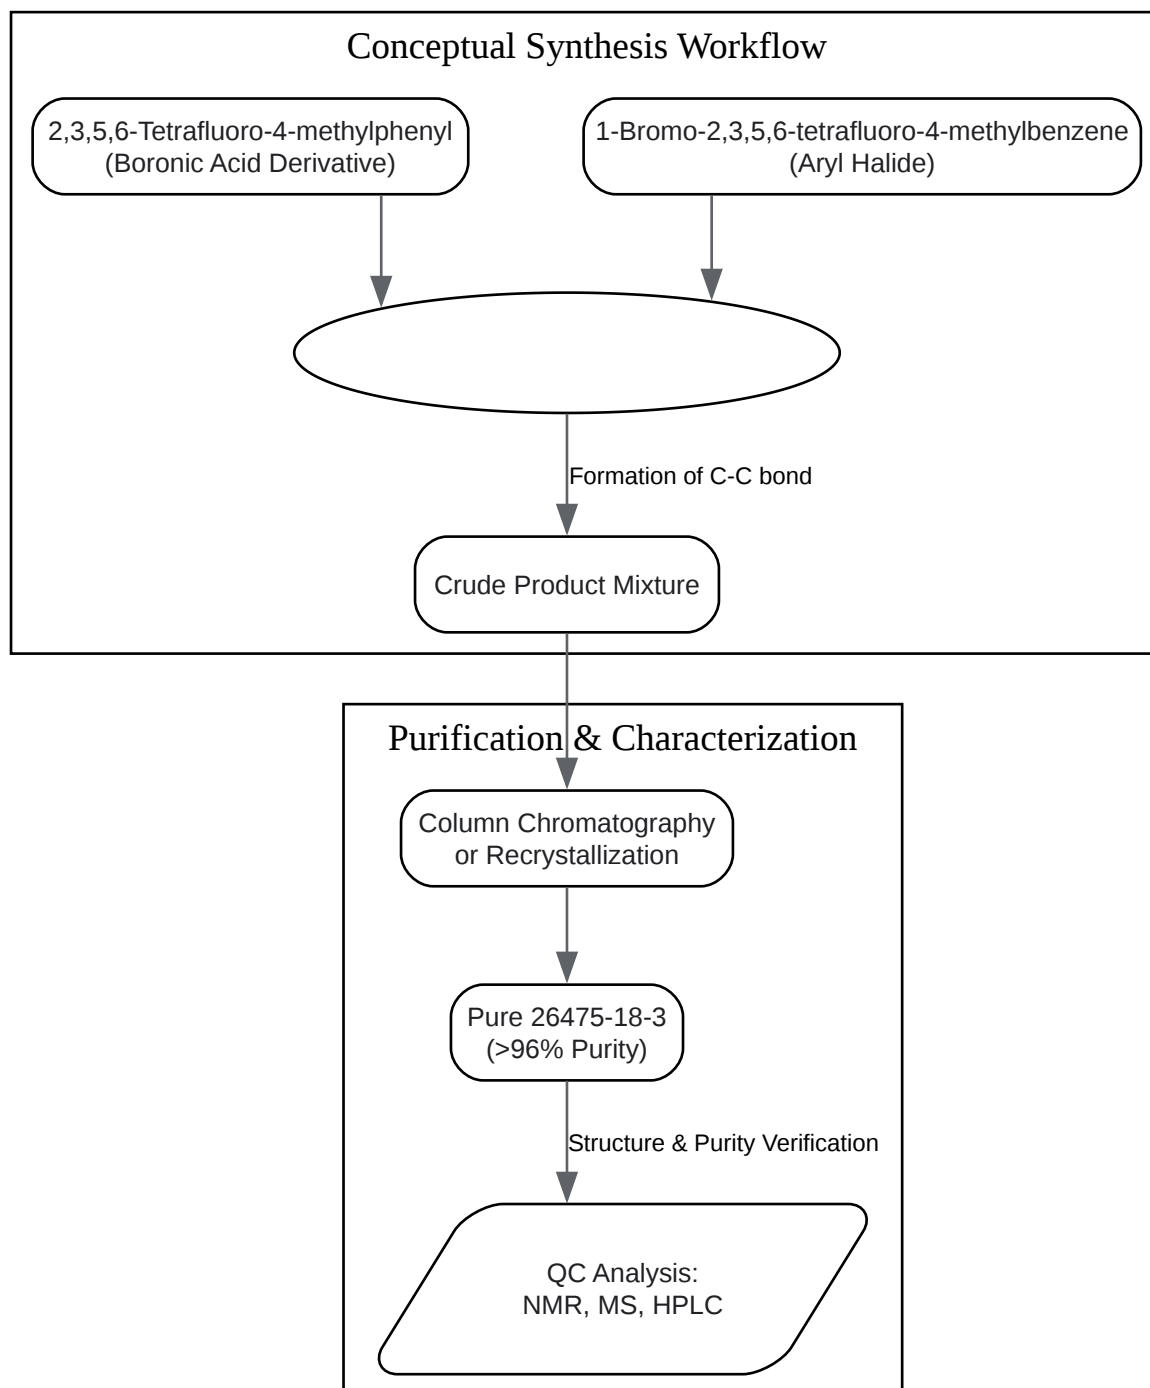 Conceptual Synthesis Workflow
2,3,5,6-Tetrafluoro-4-methylphenyl
(Boronic Acid Derivative)
1-Bromo-2,3,5,6-tetrafluoro-4-methylbenzene
(Aryl Halide)
Formation of C-C bond
Crude Product Mixture
Purification & Characterization
Column Chromatography
or Recrystallization
Pure 26475-18-3
(>96% Purity)
Structure & Purity Verification
QC Analysis:
NMR, MS, HPLC